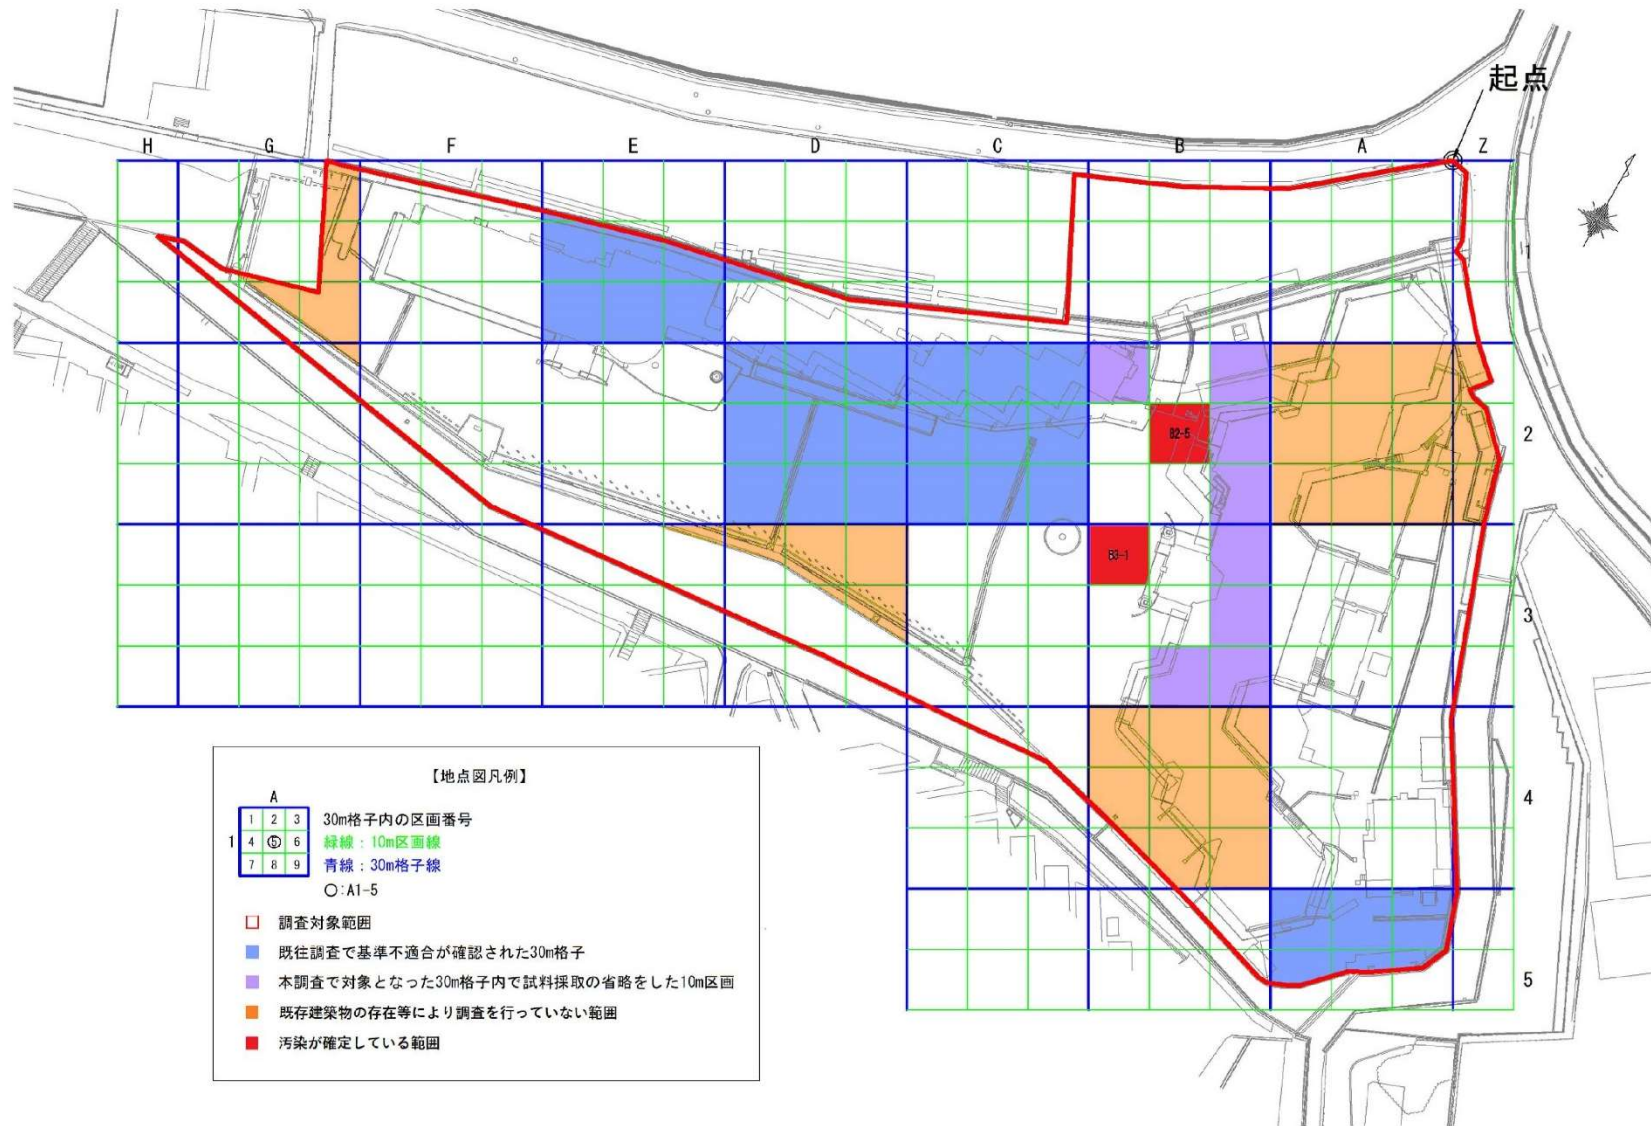 起点
H G F E D C B A Z
1
2
B2-5
B3-1
3
4
5
【地点図凡例】
A
1 2 3
30m格子内の区画番号
1
4 ⑤ 6
緑線：10m区画線
7 8 9
青線：30m格子線
○:A1-5
調査対象範囲
既往調査で基準不適合が確認された30m格子
本調査で対象となった30m格子内で試料採取の省略をした10m区画
既存建築物の存在等により調査を行っていない範囲
汚染が確定している範囲